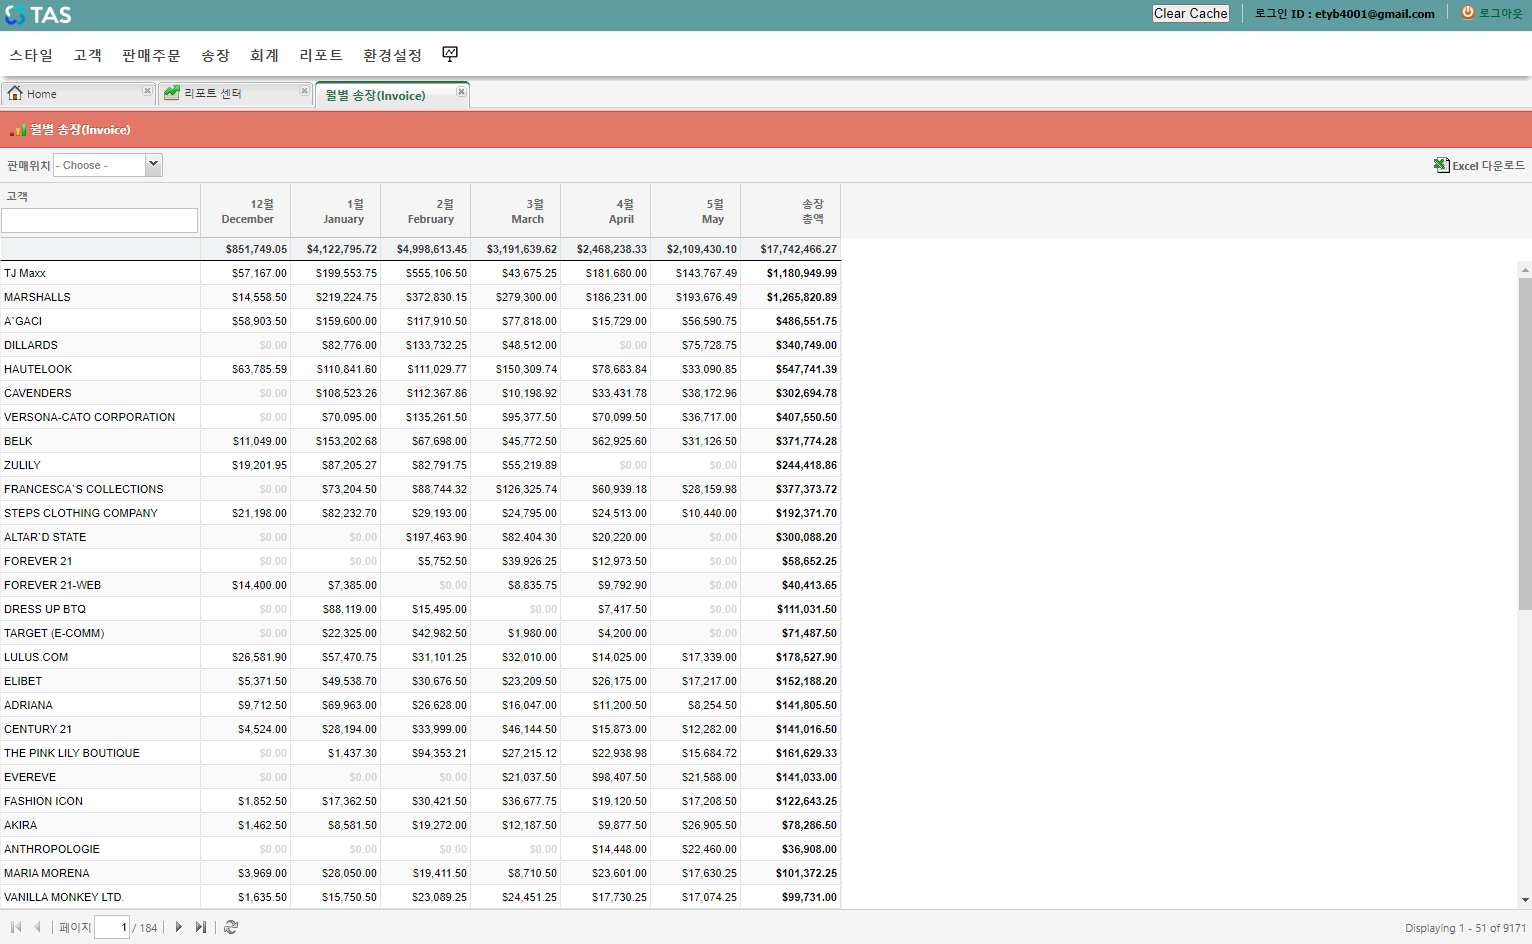 TAS
Clear Cache 로그인 ID : etyb4001@gmail.com 로그아웃
스타일 고객 판매주문 송장 회계 리포트 환경설정
Home 리포트 센터 월별 송장(Invoice)
월별 송장(Invoice)
판매위치 - Choose - Excel 다운로드
고객 12월 1월 2월 3월 4월 5월 송장
December January February March April May 총액
$851,749.05 $4,122,795.72 $4,998,613.45 $3,191,639.62 $2,468,238.33 $2,109,430.10 $17,742,466.27
TJ Maxx $57,167.00 $199,553.75 $555,106.50 $43,675.25 $181,680.00 $143,767.49 $1,180,949.99
MARSHALLS $14,558.50 $219,224.75 $372,830.15 $279,300.00 $186,231.00 $193,676.49 $1,265,820.89
A`GACI $58,903.50 $159,600.00 $117,910.50 $77,818.00 $15,729.00 $56,590.75 $486,551.75
DILLARDS $0.00 $82,776.00 $133,732.25 $48,512.00 $0.00 $75,728.75 $340,749.00
HAUTELOOK $63,785.59 $110,841.60 $111,029.77 $150,309.74 $78,683.84 $33,090.85 $547,741.39
CAVENDERS $0.00 $108,523.26 $112,367.86 $10,198.92 $33,431.78 $38,172.96 $302,694.78
VERSONA-CATO CORPORATION $0.00 $70,095.00 $135,261.50 $95,377.50 $70,099.50 $36,717.00 $407,550.50
BELK $11,049.00 $153,202.68 $67,698.00 $45,772.50 $62,925.60 $31,126.50 $371,774.28
ZULILY $19,201.95 $87,205.27 $82,791.75 $55,219.89 $0.00 $0.00 $244,418.86
FRANCESCA`S COLLECTIONS $0.00 $73,204.50 $88,744.32 $126,325.74 $60,939.18 $28,159.98 $377,373.72
STEPS CLOTHING COMPANY $21,198.00 $82,232.70 $29,193.00 $24,795.00 $24,513.00 $10,440.00 $192,371.70
ALTAR`D STATE $0.00 $0.00 $197,463.90 $82,404.30 $20,220.00 $0.00 $300,088.20
FOREVER 21 $0.00 $0.00 $5,752.50 $39,926.25 $12,973.50 $0.00 $58,652.25
FOREVER 21-WEB $14,400.00 $7,385.00 $0.00 $8,835.75 $9,792.90 $0.00 $40,413.65
DRESS UP BTQ $0.00 $88,119.00 $15,495.00 $0.00 $7,417.50 $0.00 $111,031.50
TARGET (E-COMM) $0.00 $22,325.00 $42,982.50 $1,980.00 $4,200.00 $0.00 $71,487.50
LULUS.COM $26,581.90 $57,470.75 $31,101.25 $32,010.00 $14,025.00 $17,339.00 $178,527.90
ELIBET $5,371.50 $49,538.70 $30,676.50 $23,209.50 $26,175.00 $17,217.00 $152,188.20
ADRIANA $9,712.50 $69,963.00 $26,628.00 $16,047.00 $11,200.50 $8,254.50 $141,805.50
CENTURY 21 $4,524.00 $28,194.00 $33,999.00 $46,144.50 $15,873.00 $12,282.00 $141,016.50
THE PINK LILY BOUTIQUE $0.00 $1,437.30 $94,353.21 $27,215.12 $22,938.98 $15,684.72 $161,629.33
EVEREVE $0.00 $0.00 $0.00 $21,037.50 $98,407.50 $21,588.00 $141,033.00
FASHION ICON $1,852.50 $17,362.50 $30,421.50 $36,677.75 $19,120.50 $17,208.50 $122,643.25
AKIRA $1,462.50 $8,581.50 $19,272.00 $12,187.50 $9,877.50 $26,905.50 $78,286.50
ANTHROPOLOGIE $0.00 $0.00 $0.00 $0.00 $14,448.00 $22,460.00 $36,908.00
MARIA MORENA $3,969.00 $28,050.00 $19,411.50 $8,710.50 $23,601.00 $17,630.25 $101,372.25
VANILLA MONKEY LTD. $1,635.50 $15,750.50 $23,089.25 $24,451.25 $17,730.25 $17,074.25 $99,731.00
페이지 1 / 184 Displaying 1 - 51 of 9171